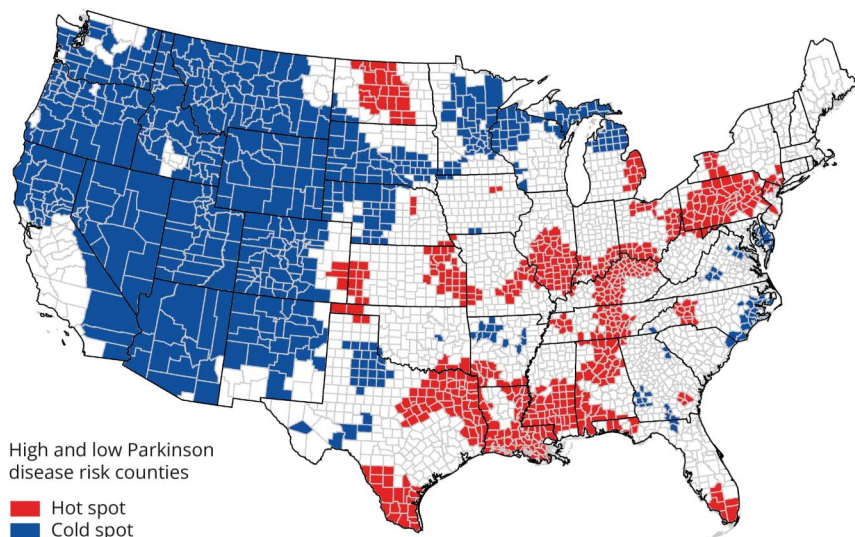 High and low Parkinson
disease risk counties
Hot spot
Cold spot